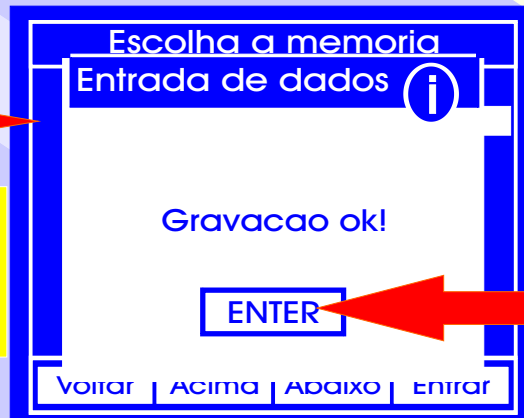 Escolha a memoria
Entrada de dados i
Gravacao ok!
ENTER
Voltar Acima Abaixo Entrar